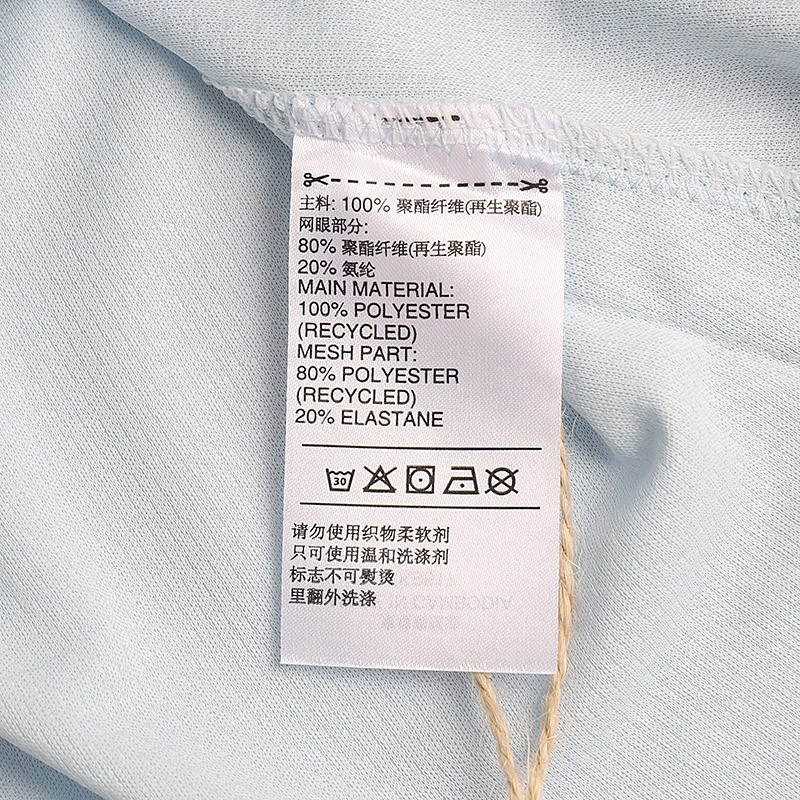 主料: 100% 聚酯纤维(再生聚酯)
网眼部分:
80% 聚酯纤维(再生聚酯)
20% 氨纶
MAIN MATERIAL:
100% POLYESTER
(RECYCLED)
MESH PART:
80% POLYESTER
(RECYCLED)
20% ELASTANE
30
请勿使用织物柔软剂
只可使用温和洗涤剂
标志不可熨烫
里翻外洗涤